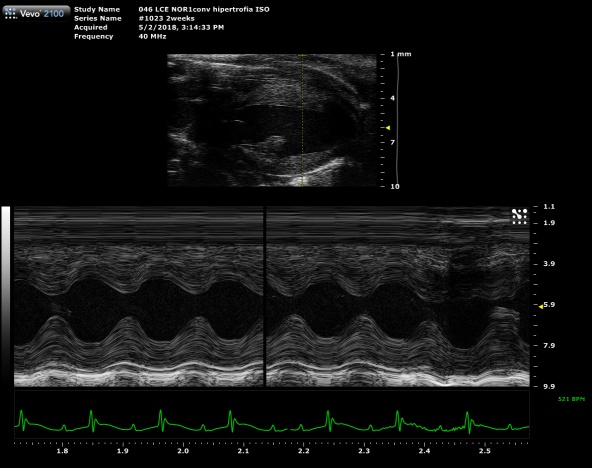 Vevo 2100
Study Name 046 LCE NOR1conv hipertrofia ISO
Series Name #1023 2weeks
Acquired 5/2/2018, 3:14:33 PM
Frequency 40 MHz
1 mm
4
7
10
1.1
1.9
3.9
5.9
7.9
9.9
521 BPM
1.8 1.9 2.0 2.1 2.2 2.3 2.4 2.5